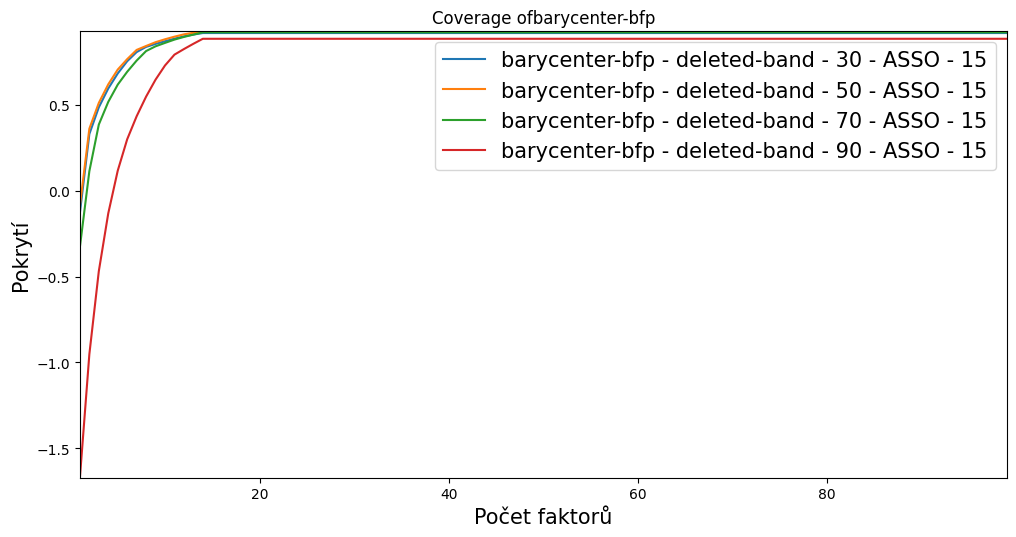 Coverage ofbarycenter-bfp
barycenter-bfp - deleted-band - 30 - ASSO - 15
barycenter-bfp - deleted-band - 50 - ASSO - 15
barycenter-bfp - deleted-band - 70 - ASSO - 15
barycenter-bfp - deleted-band - 90 - ASSO - 15
Pokrytí
0.5
0.0
−0.5
−1.0
−1.5
20 40 60 80
Počet faktorů